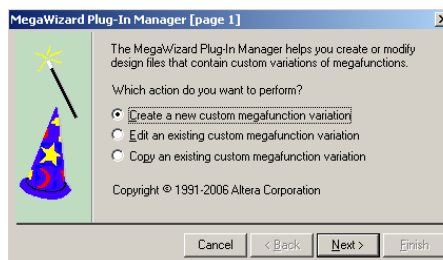 MegaWizard Plug-In Manager [page 1]
The MegaWizard Plug-In Manager helps you create or modify
design files that contain custom variations of megafunctions.
Which action do you want to perform?
Create a new custom megafunction variation
Edit an existing custom megafunction variation
Copy an existing custom megafunction variation
Copyright © 1991-2006 Altera Corporation
Cancel < Back Next > Finish